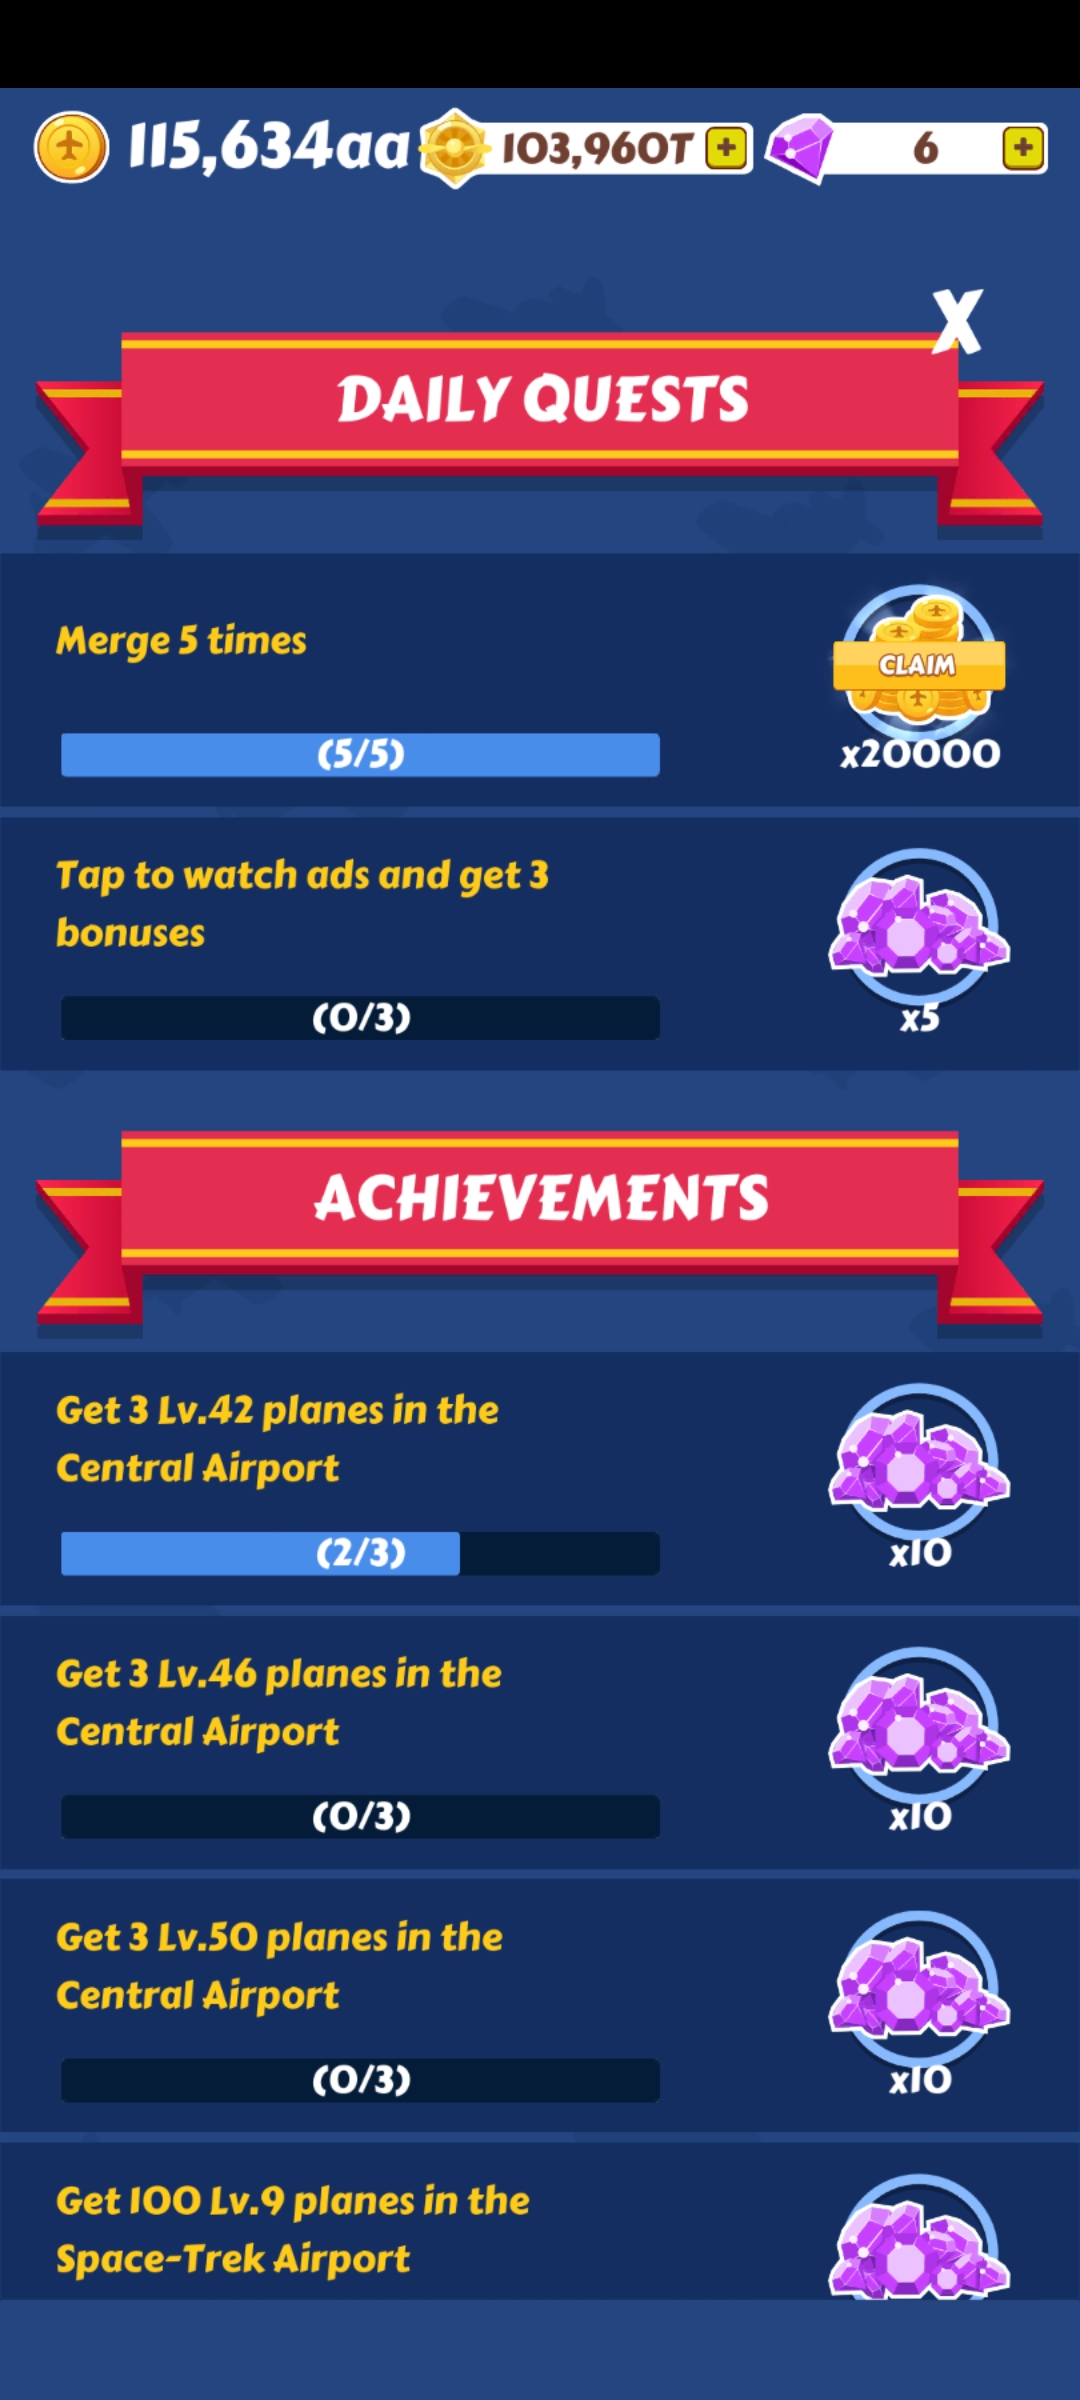 115,634aa 103,960T + 6 +
X
DAILY QUESTS
Merge 5 times
CLAIM
(5/5)
x20000
Tap to watch ads and get 3
bonuses
(0/3)
x5
ACHIEVEMENTS
Get 3 Lv.42 planes in the
Central Airport
(2/3)
x10
Get 3 Lv.46 planes in the
Central Airport
(0/3)
x10
Get 3 Lv.50 planes in the
Central Airport
(0/3)
x10
Get 100 Lv.9 planes in the
Space-Trek Airport